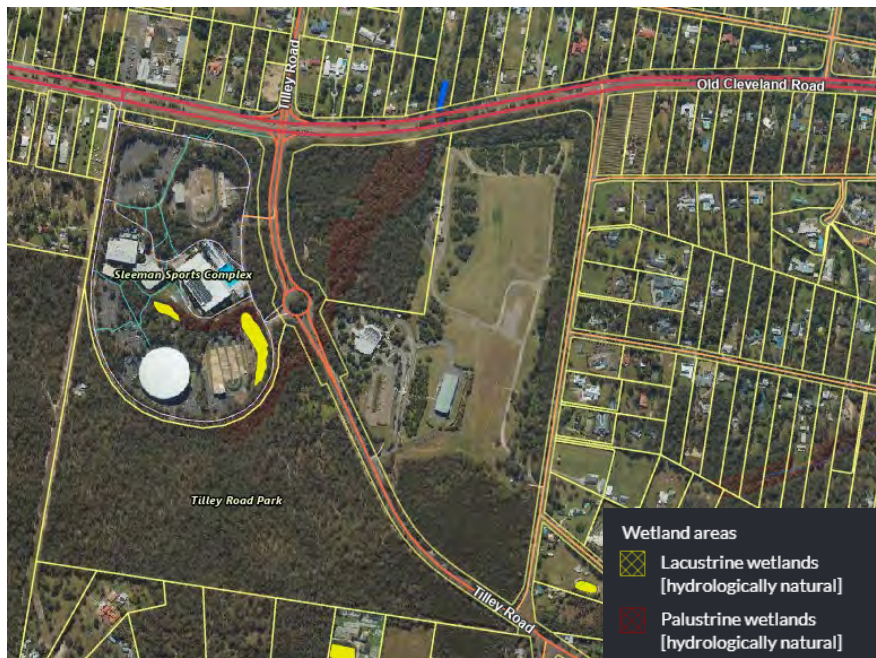 Tilley Road
Old Cleveland Road
Sleeman Sports Complex
Tilley Road Park
Tilley Road
Wetland areas
Lacustrine wetlands
[hydrologically natural]
Palustrine wetlands
[hydrologically natural]